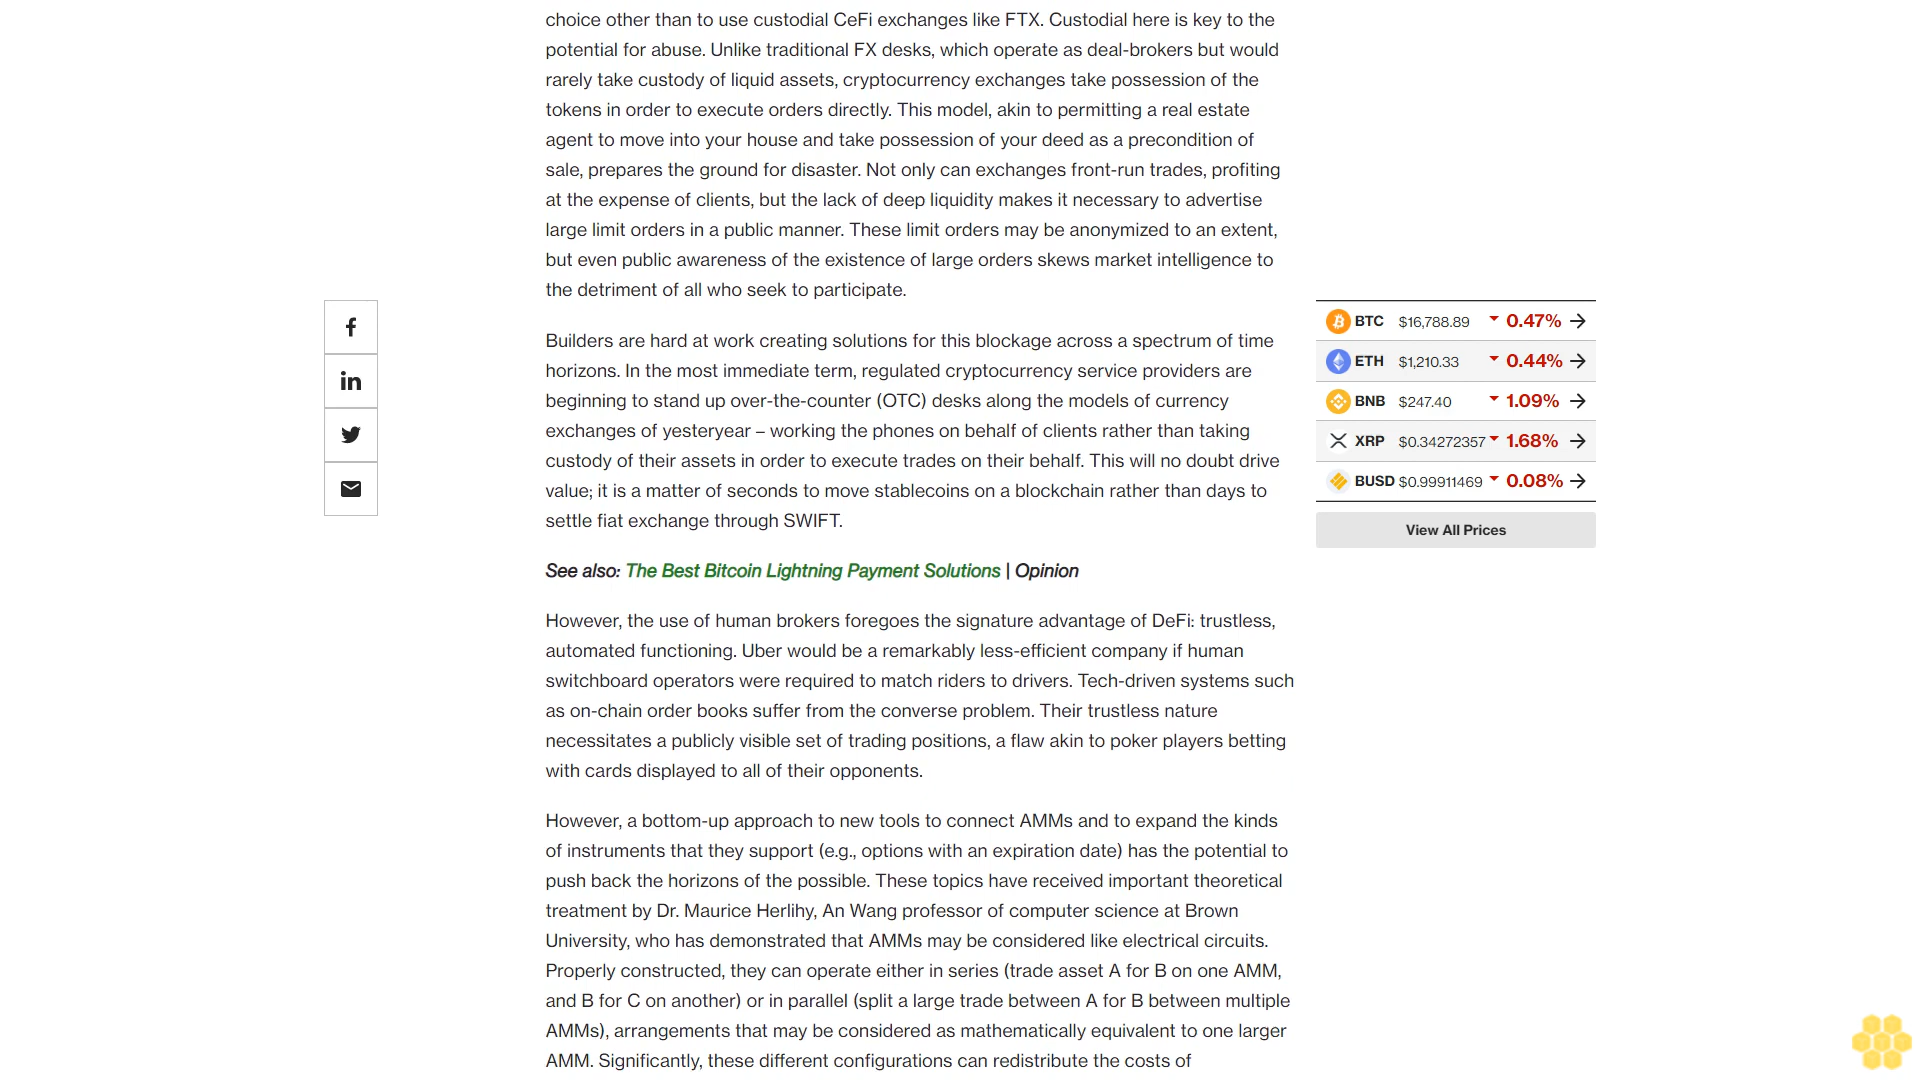 choice other than to use custodial CeFi exchanges like FTX. Custodial here is key to the
potential for abuse. Unlike traditional FX desks, which operate as deal-brokers but would
rarely take custody of liquid assets, cryptocurrency exchanges take possession of the
tokens in order to execute orders directly. This model, akin to permitting a real estate
agent to move into your house and take possession of your deed as a precondition of
sale, prepares the ground for disaster. Not only can exchanges front-run trades, profiting
at the expense of clients, but the lack of deep liquidity makes it necessary to advertise
large limit orders in a public manner. These limit orders may be anonymized to an extent,
but even public awareness of the existence of large orders skews market intelligence to
the detriment of all who seek to participate.
Builders are hard at work creating solutions for this blockage across a spectrum of time
horizons. In the most immediate term, regulated cryptocurrency service providers are
beginning to stand up over-the-counter (OTC) desks along the models of currency
exchanges of yesteryear – working the phones on behalf of clients rather than taking
custody of their assets in order to execute trades on their behalf. This will no doubt drive
value; it is a matter of seconds to move stablecoins on a blockchain rather than days to
settle fiat exchange through SWIFT.
See also: The Best Bitcoin Lightning Payment Solutions | Opinion
However, the use of human brokers foregoes the signature advantage of DeFi: trustless,
automated functioning. Uber would be a remarkably less-efficient company if human
switchboard operators were required to match riders to drivers. Tech-driven systems such
as on-chain order books suffer from the converse problem. Their trustless nature
necessitates a publicly visible set of trading positions, a flaw akin to poker players betting
with cards displayed to all of their opponents.
However, a bottom-up approach to new tools to connect AMMs and to expand the kinds
of instruments that they support (e.g., options with an expiration date) has the potential to
push back the horizons of the possible. These topics have received important theoretical
treatment by Dr. Maurice Herlihy, An Wang professor of computer science at Brown
University, who has demonstrated that AMMs may be considered like electrical circuits.
Properly constructed, they can operate either in series (trade asset A for B on one AMM,
and B for C on another) or in parallel (split a large trade between A for B between multiple
AMMs), arrangements that may be considered as mathematically equivalent to one larger
AMM. Significantly, these different configurations can redistribute the costs of
BTC $16,788.89 0.47%
ETH $1,210.33 0.44%
BNB $247.40 1.09%
XRP $0.34272357 1.68%
BUSD $0.99911469 0.08%
View All Prices